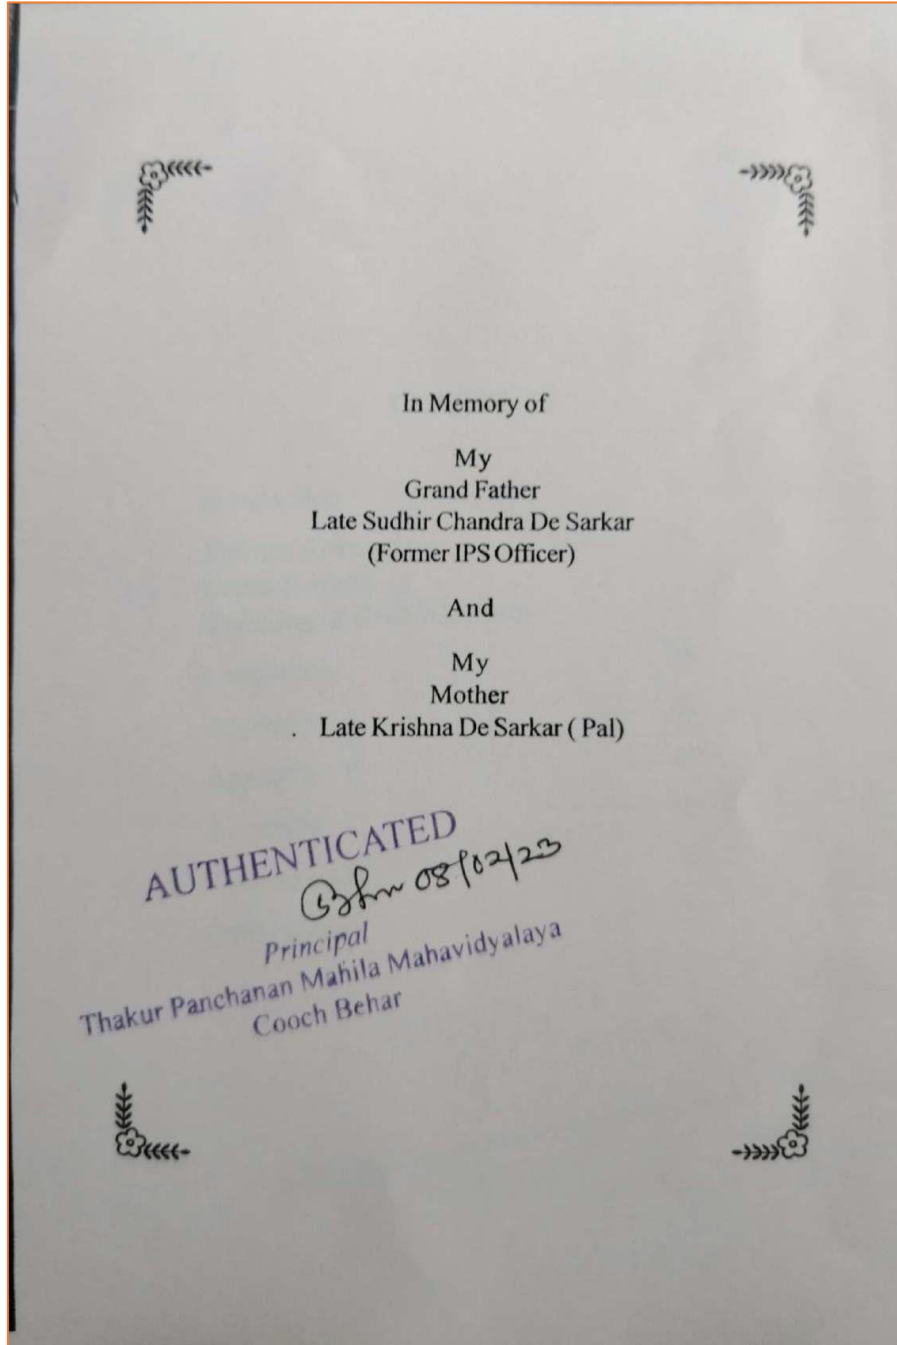 In Memory of
My
Grand Father
Late Sudhir Chandra De Sarkar
(Former IPS Officer)
And
My
Mother
. Late Krishna De Sarkar ( Pal)
AUTHENTICATED
08/02/23
Principal
Thakur Panchanan Mahila Mahavidyalaya
Cooch Behar